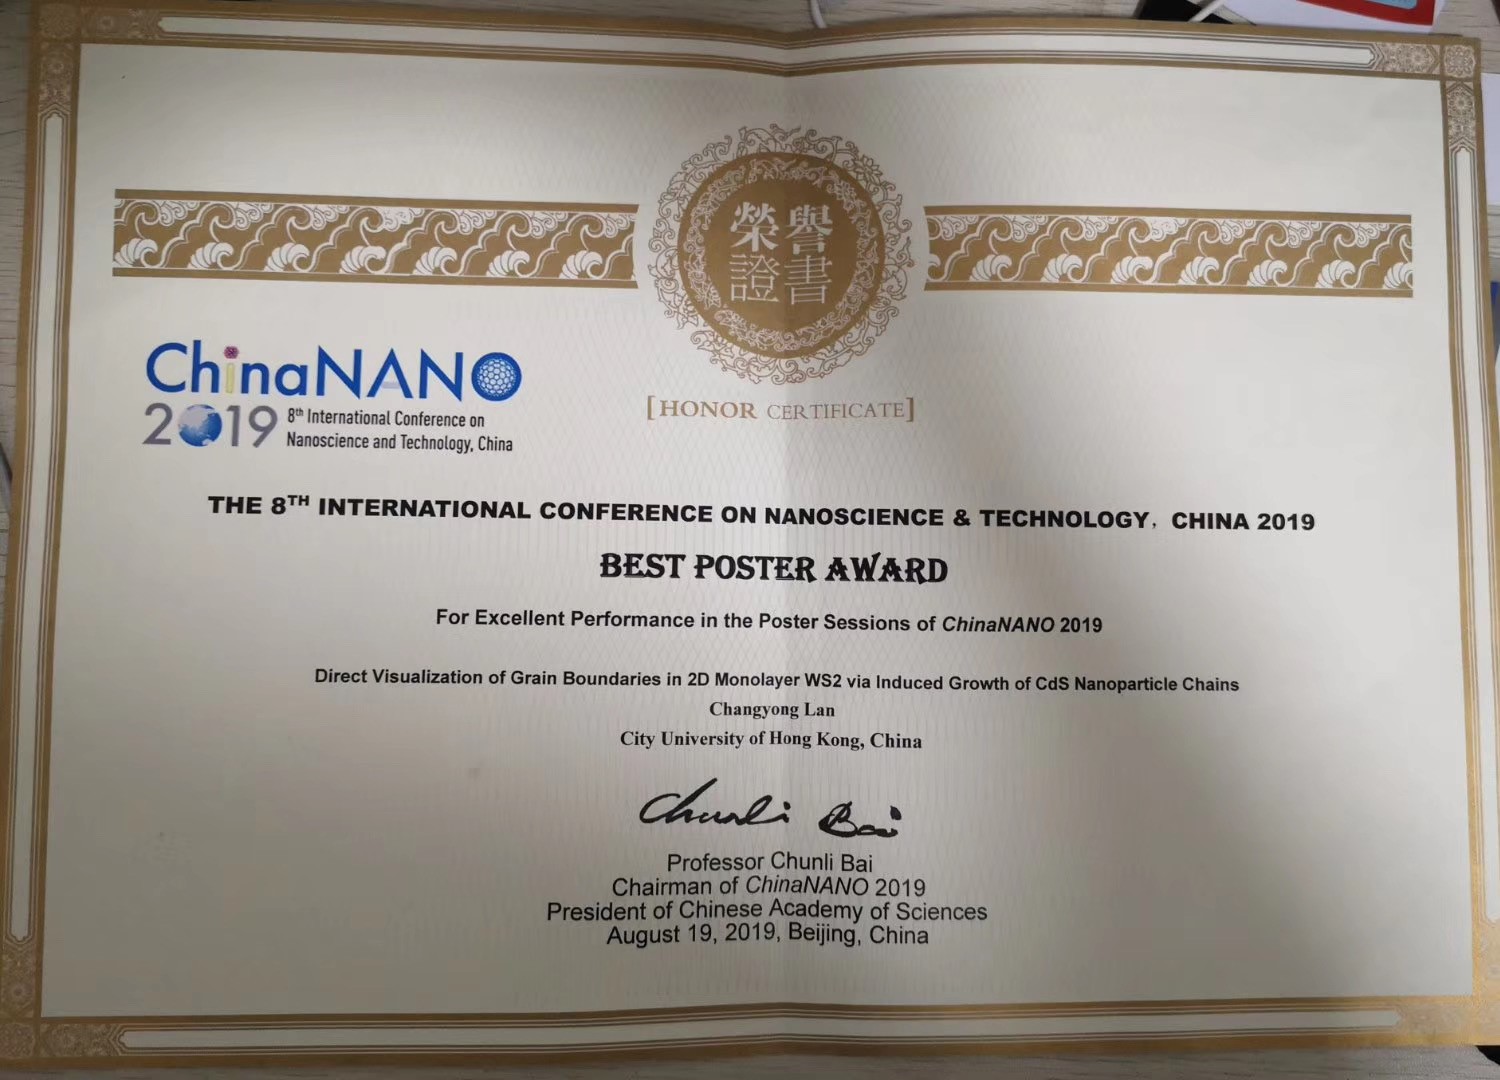 榮譽
證書
[HONOR CERTIFICATE]
ChinaNANO
2019
8th International Conference on
Nanoscience and Technology, China
THE 8TH INTERNATIONAL CONFERENCE ON NANOSCIENCE & TECHNOLOGY, CHINA 2019
BEST POSTER AWARD
For Excellent Performance in the Poster Sessions of ChinaNANO 2019
Direct Visualization of Grain Boundaries in 2D Monolayer WS2 via Induced Growth of CdS Nanoparticle Chains
Changyong Lan
City University of Hong Kong, China
Chunli Bai
Professor Chunli Bai
Chairman of ChinaNANO 2019
President of Chinese Academy of Sciences
August 19, 2019, Beijing, China